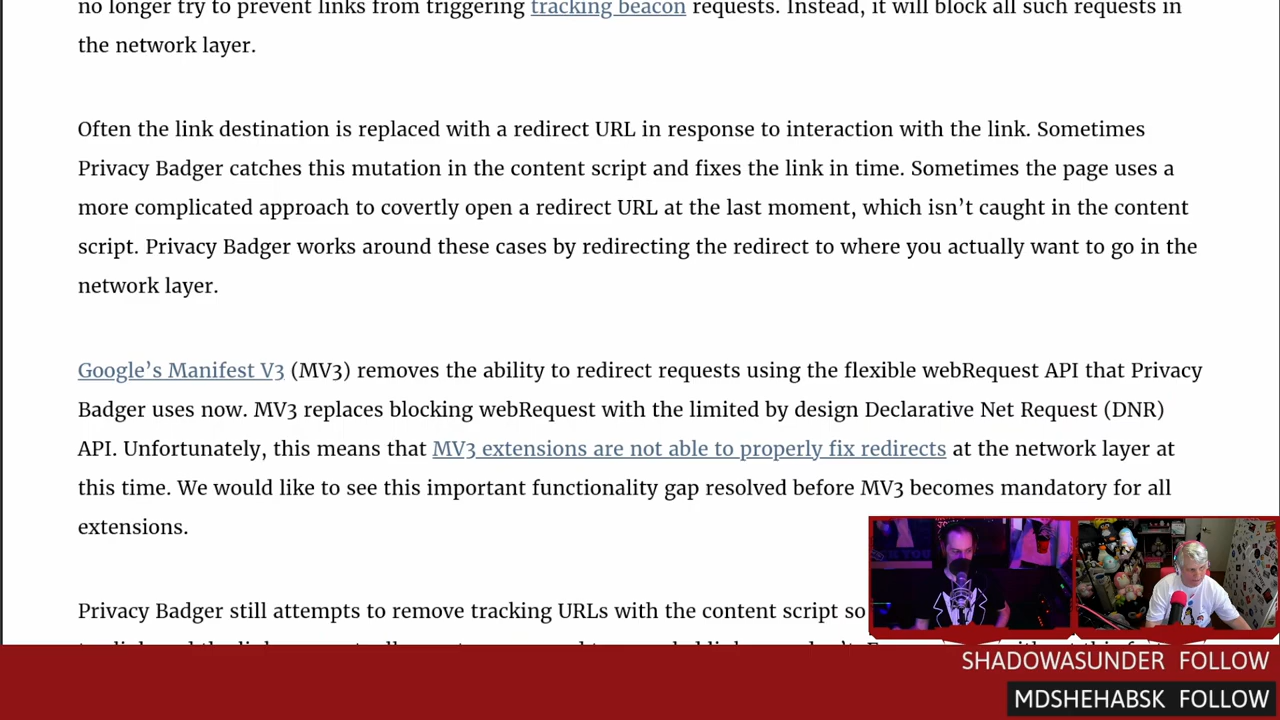 no longer try to prevent links from triggering tracking beacon requests. Instead, it will block all such requests in
the network layer.
Often the link destination is replaced with a redirect URL in response to interaction with the link. Sometimes
Privacy Badger catches this mutation in the content script and fixes the link in time. Sometimes the page uses a
more complicated approach to covertly open a redirect URL at the last moment, which isn’t caught in the content
script. Privacy Badger works around these cases by redirecting the redirect to where you actually want to go in the
network layer.
Google’s Manifest V3 (MV3) removes the ability to redirect requests using the flexible webRequest API that Privacy
Badger uses now. MV3 replaces blocking webRequest with the limited by design Declarative Net Request (DNR)
API. Unfortunately, this means that MV3 extensions are not able to properly fix redirects at the network layer at
this time. We would like to see this important functionality gap resolved before MV3 becomes mandatory for all
extensions.
Privacy Badger still attempts to remove tracking URLs with the content script so
SHADOWASUNDER FOLLOW
MDSHEHABSK FOLLOW